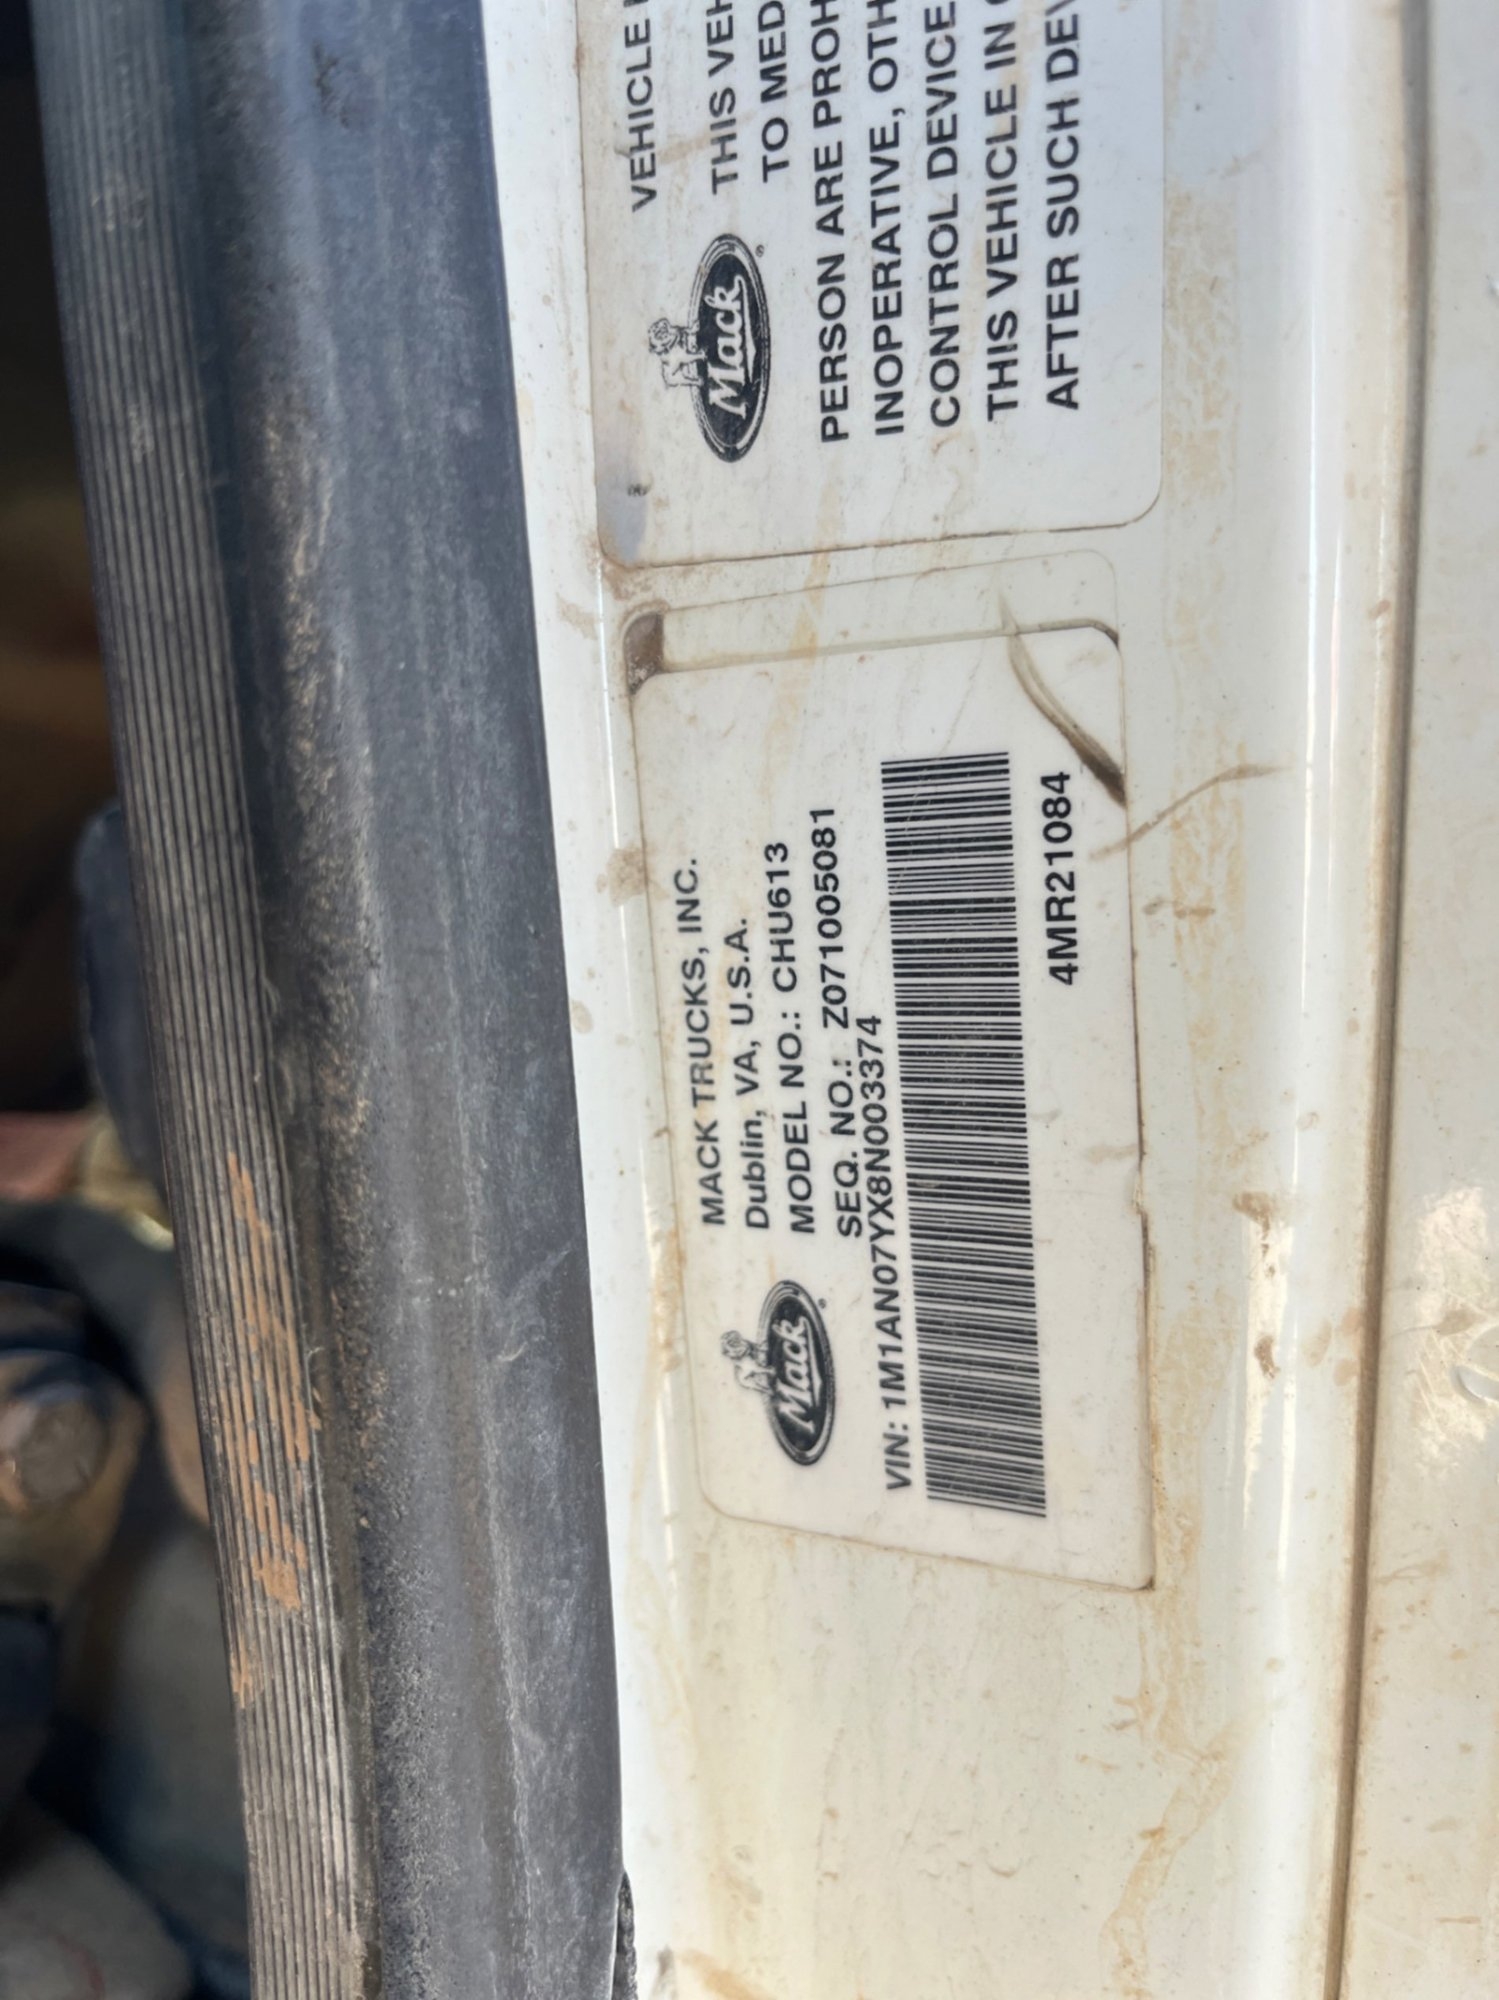 VEHICLE
THIS VEH
TO MED
Mack
®
PERSON ARE PROH
INOPERATIVE, OTH
CONTROL DEVICE
THIS VEHICLE IN
AFTER SUCH DEV
MACK TRUCKS, INC.
Dublin, VA, U.S.A.
MODEL NO.: CHU613
SEQ. NO.: Z071005081
Mack
®
VIN: 1M1AN07YX8N003374
4MR21084